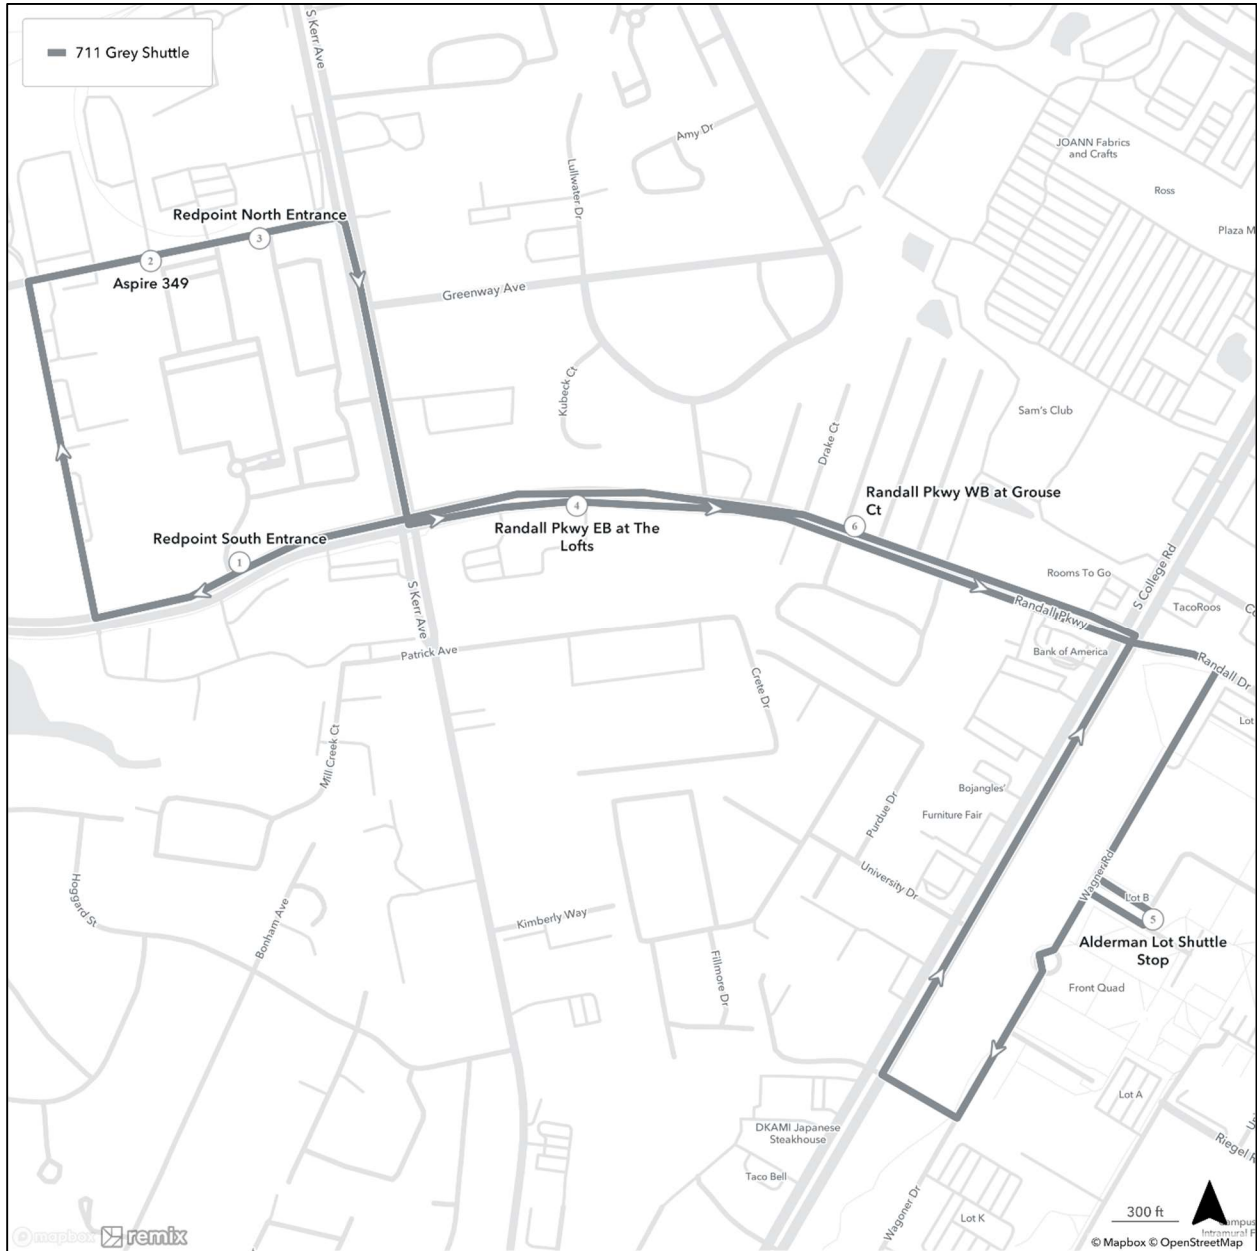 711 Grey Shuttle
S Kerr Ave
Amy Dr
JOANN Fabrics
and Crafts
Ross
Plaza M
Lullwater Dr
Redpoint North Entrance
3
2
Aspire 349
Greenway Ave
Kubeck Ct
Sam's Club
Drake Ct
Randall Pkwy WB at Grouse
Ct
6
4
Randall Pkwy EB at The
Lofts
Redpoint South Entrance
1
S Kerr Ave
Rooms To Go
S College Rd
TacoRoos
Randall Pkwy
Bank of America
Randall Dr
Patrick Ave
Crete Dr
Lot
Mill Creek Ct
Bojangles'
Furniture Fair
Purdue Dr
University Dr
Wagner Rd
Lot B
5
Alderman Lot Shuttle
Stop
Hoggard St
Bonham Ave
Kimberly Way
Fillmore Dr
Front Quad
Lot A
DKAMI Japanese
Steakhouse
Taco Bell
Riegel R
Wagoner Dr
Lot K
300 ft
Campus
Intramural F
mapbox remix
© Mapbox © OpenStreetMap